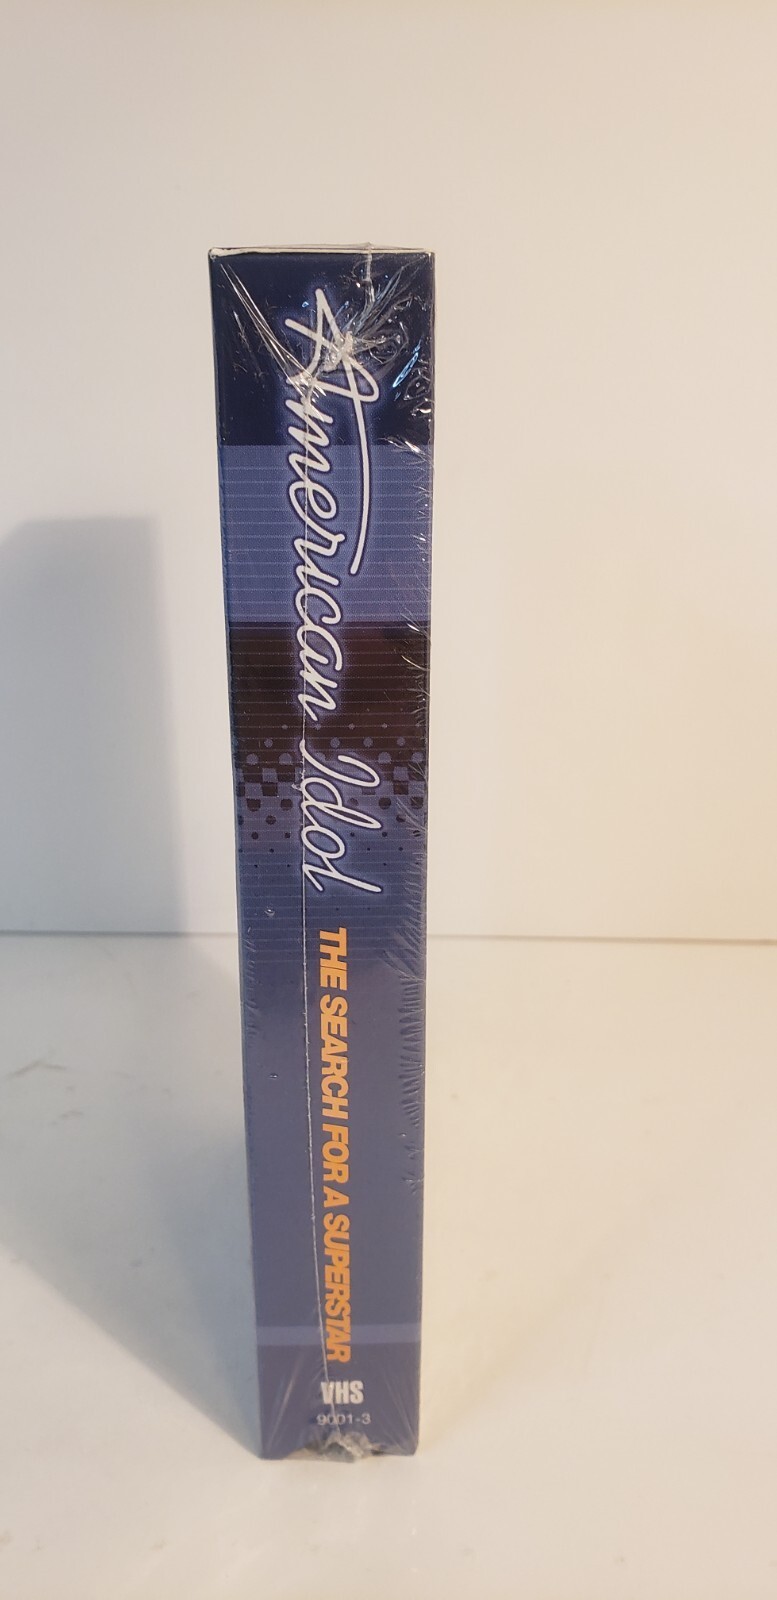 American Idol
THE SEARCH FOR A SUPERSTAR
VHS
9001-3